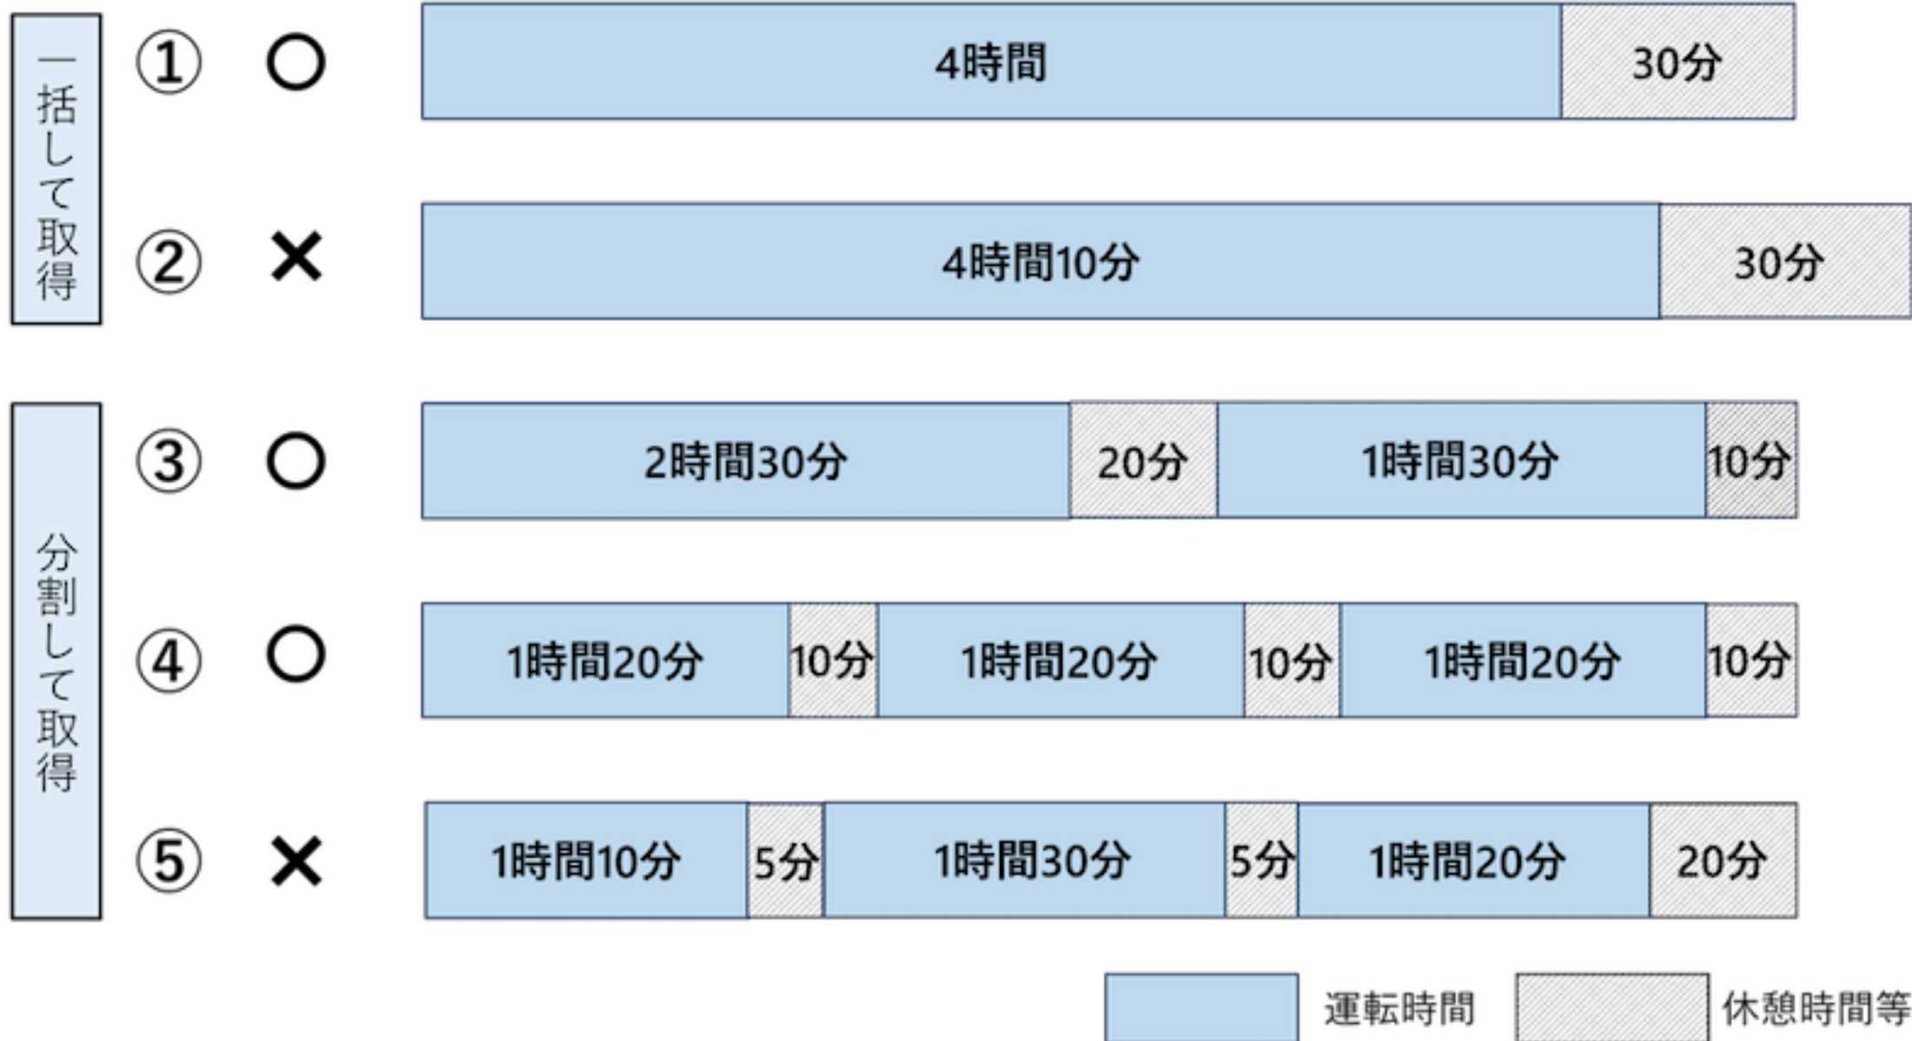 一括して取得
① ○ 4時間 30分
② × 4時間10分 30分
分割して取得
③ ○ 2時間30分 20分 1時間30分 10分
④ ○ 1時間20分 10分 1時間20分 10分 1時間20分 10分
⑤ × 1時間10分 5分 1時間30分 5分 1時間20分 20分
運転時間 休憩時間等